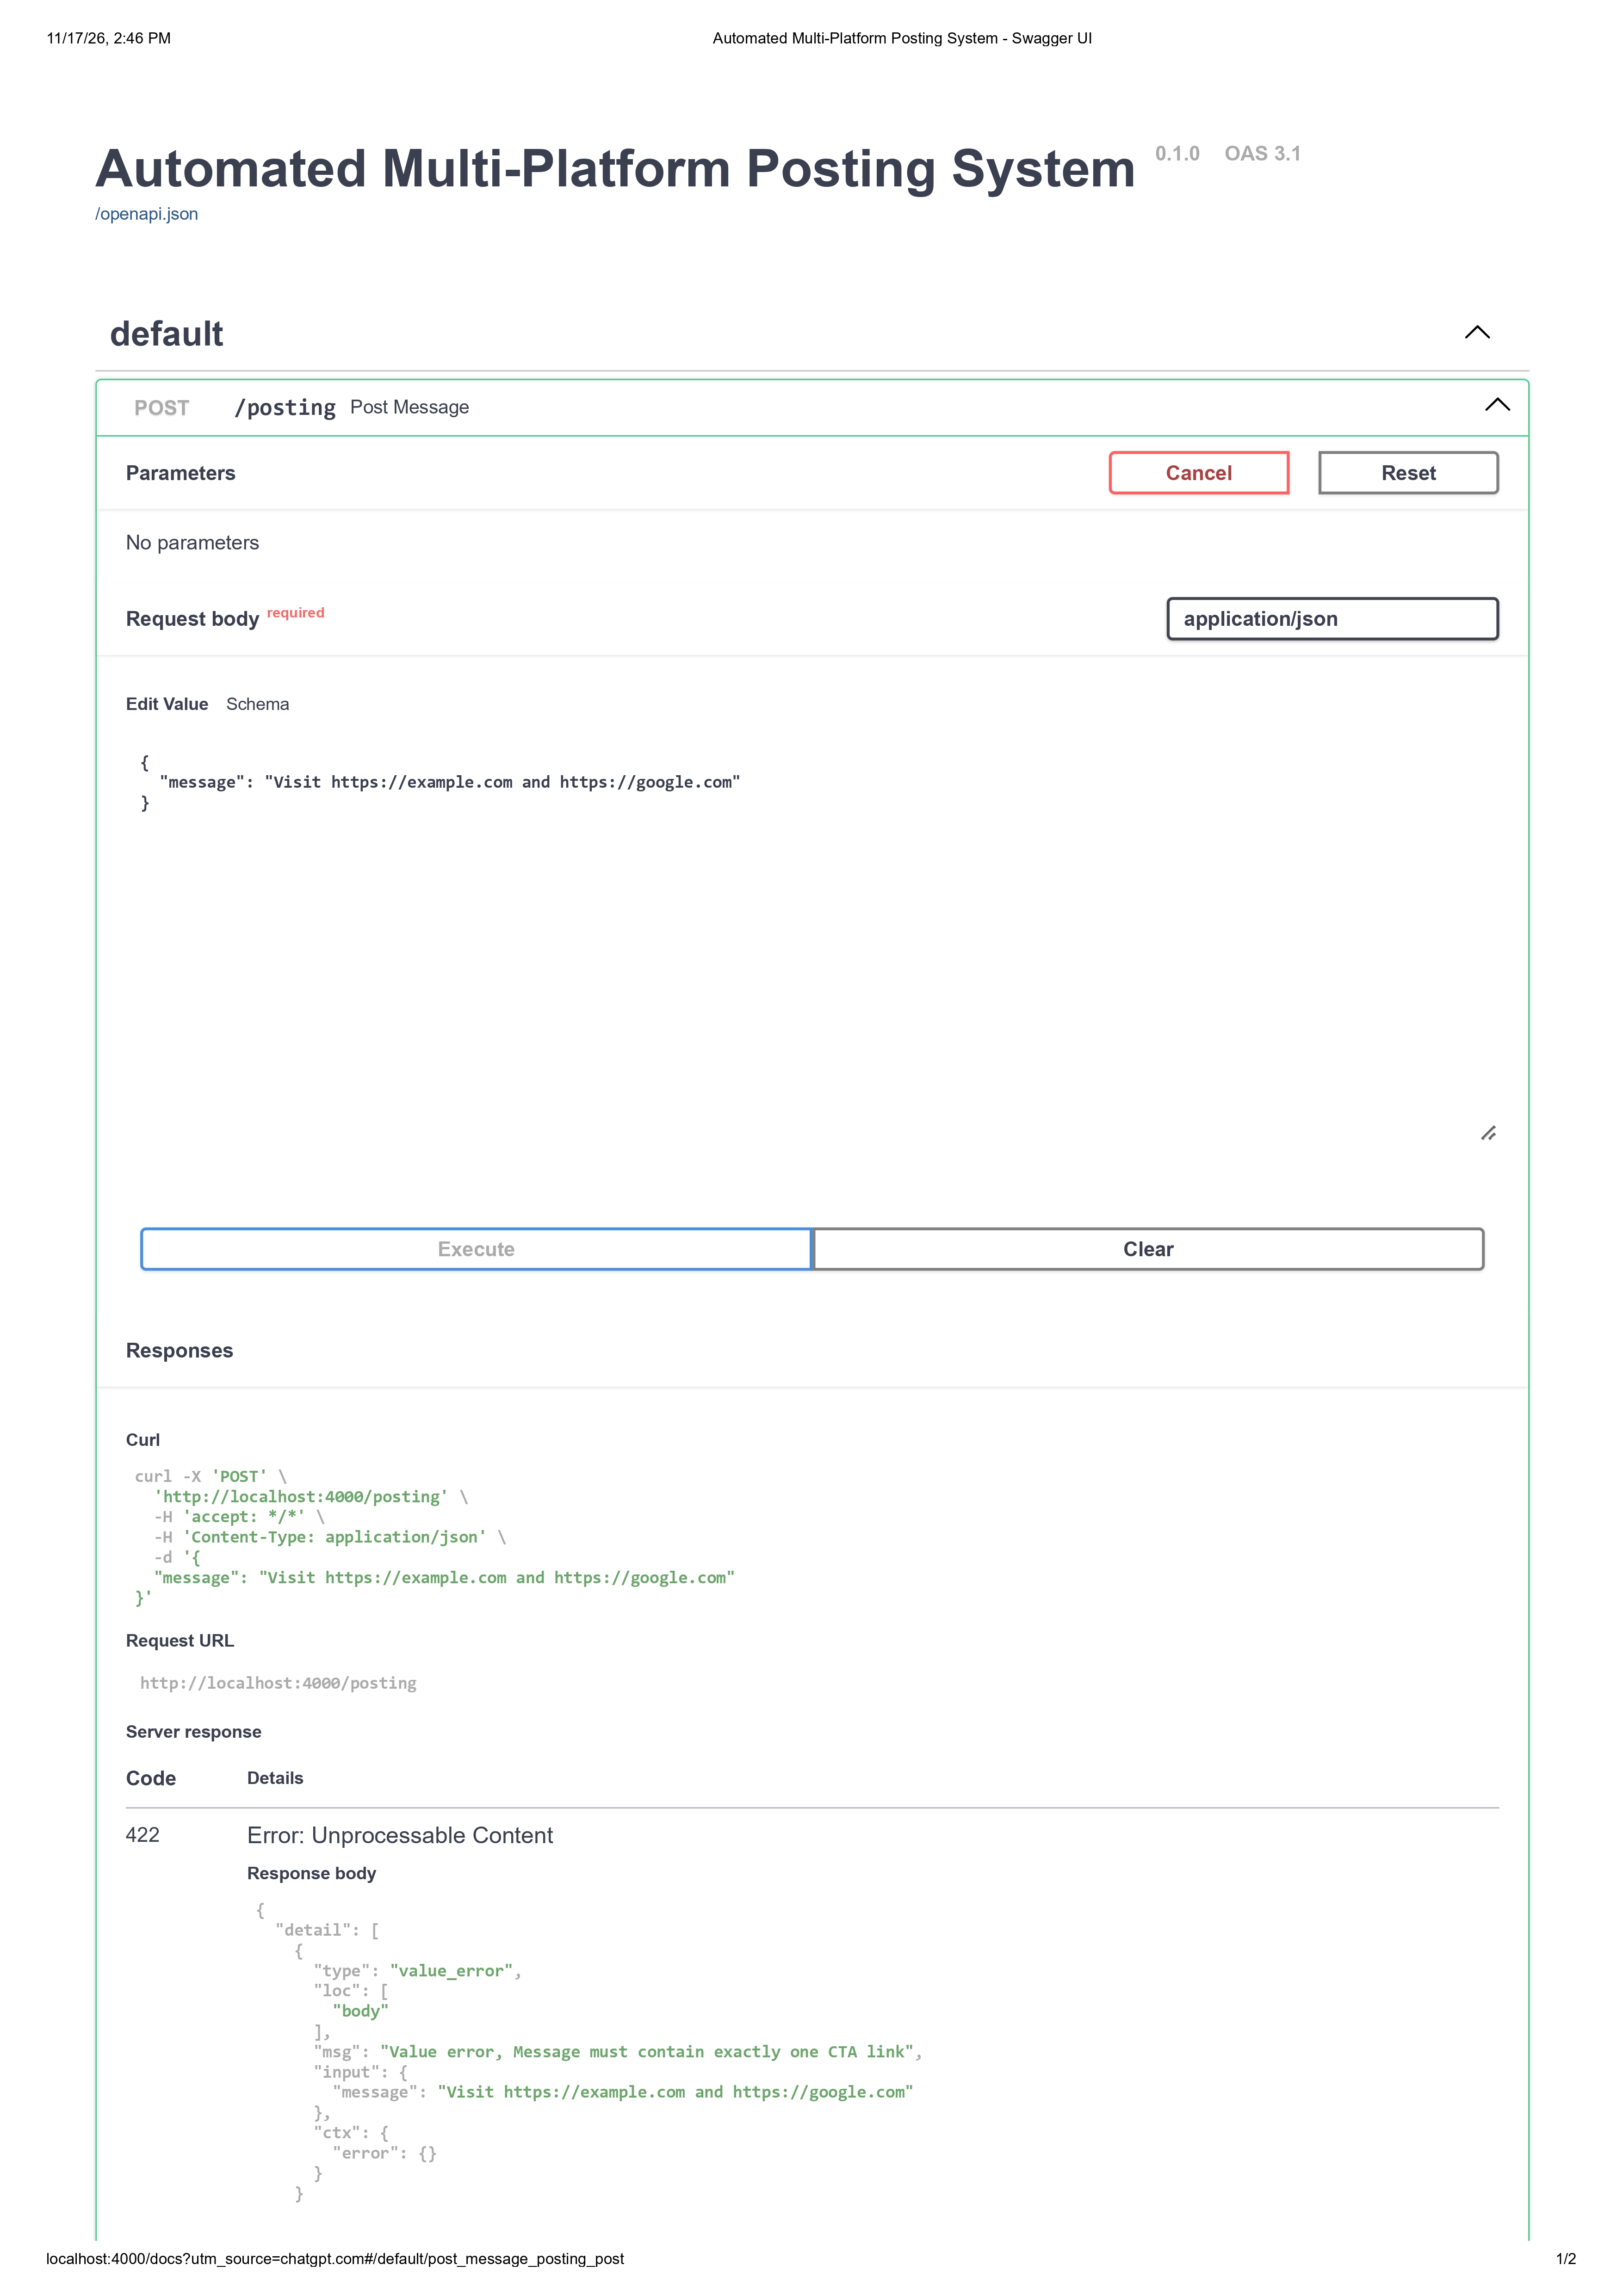 11/17/26, 2:46 PM
Automated Multi-Platform Posting System - Swagger UI
Automated Multi-Platform Posting System 0.1.0 OAS 3.1
/openapi.json
default
POST /posting Post Message
Parameters
Cancel
Reset
No parameters
Request body required
application/json
Edit Value Schema
{
  "message": "Visit https://example.com and https://google.com"
}
Execute
Clear
Responses
Curl
curl -X 'POST' \
  'http://localhost:4000/posting' \
  -H 'accept: */*' \
  -H 'Content-Type: application/json' \
  -d '{
  "message": "Visit https://example.com and https://google.com"
}'
Request URL
http://localhost:4000/posting
Server response
Code Details
422 Error: Unprocessable Content
Response body
{
  "detail": [
    {
      "type": "value_error",
      "loc": [
        "body"
      ],
      "msg": "Value error, Message must contain exactly one CTA link",
      "input": {
        "message": "Visit https://example.com and https://google.com"
      },
      "ctx": {
        "error": {}
      }
    }
localhost:4000/docs?utm_source=chatgpt.com#/default/post_message_posting_post
1/2